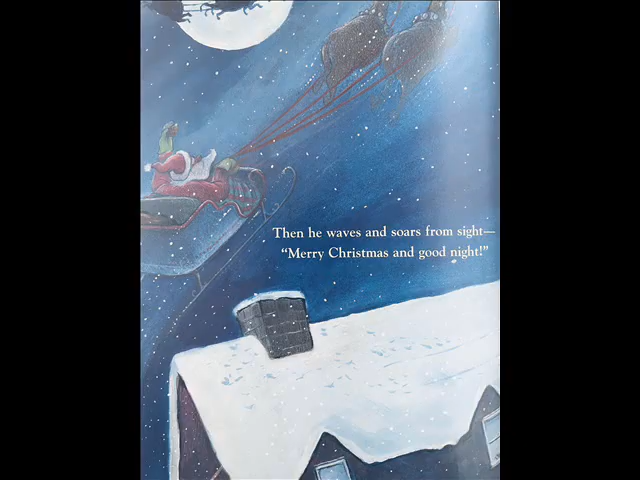 Then he waves and soars from sight—
“Merry Christmas and good night!”